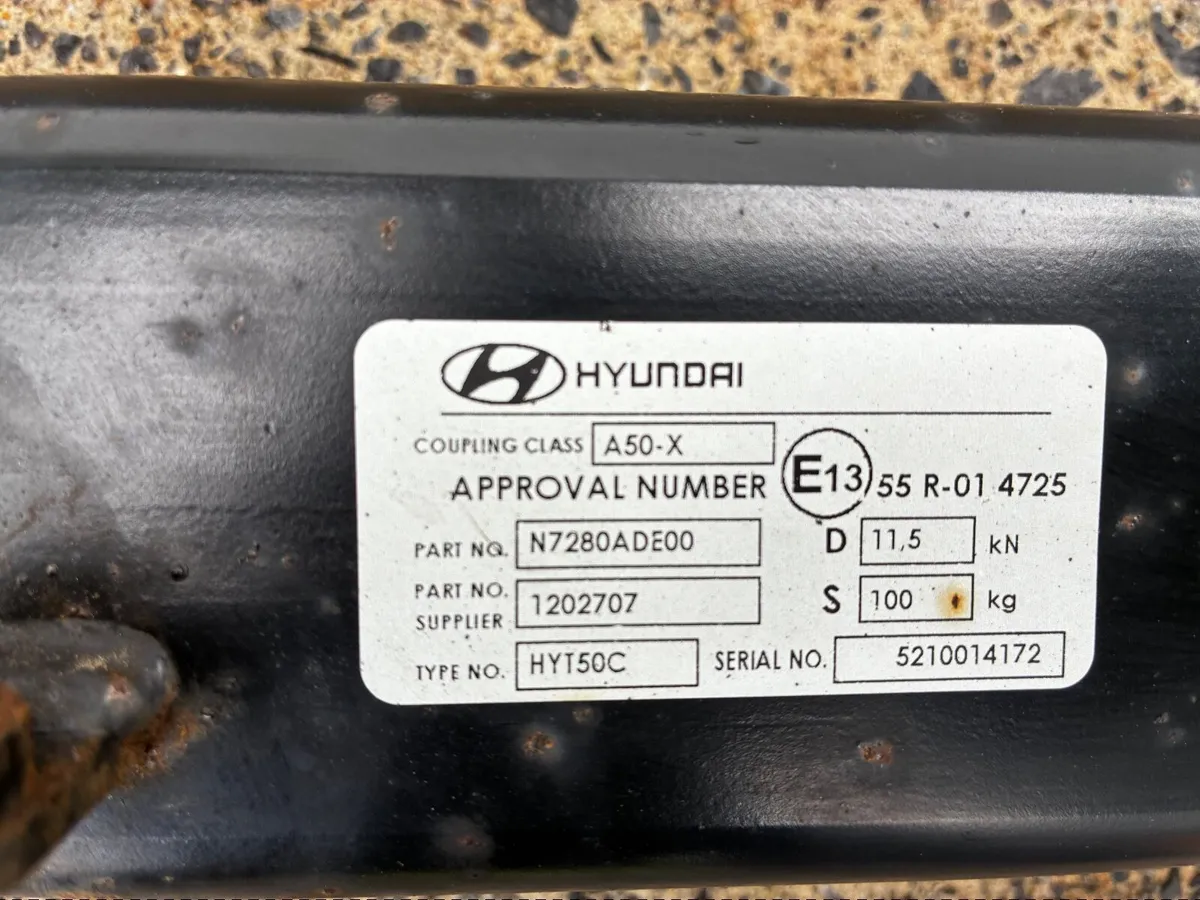 HYUNDAI
COUPLING CLASS A50-X
APPROVAL NUMBER E13 55 R-01 4725
PART NO. N7280ADE00 D 11,5 kN
PART NO. SUPPLIER 1202707 S 100 kg
TYPE NO. HYT50C SERIAL NO. 5210014172